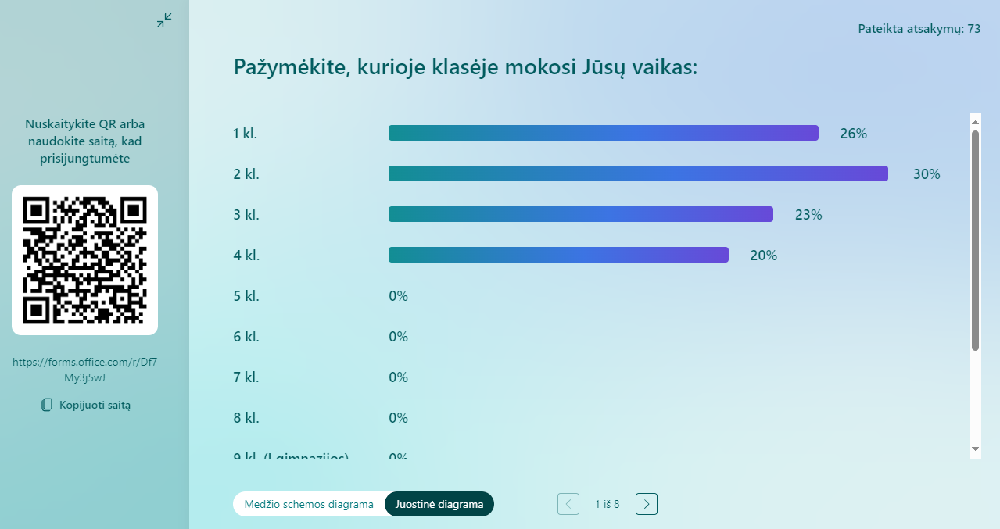 Pateikta atsakymų: 73
Pažymėkite, kurioje klasėje mokosi Jūsų vaikas:
Nuskaitykite QR arba
naudokite saitą, kad
prisijungtumėte
https://forms.office.com/r/Df7
My3j5wJ
Kopijuoti saitą
1 kl. 26%
2 kl. 30%
3 kl. 23%
4 kl. 20%
5 kl. 0%
6 kl. 0%
7 kl. 0%
8 kl. 0%
9 kl. (I gimnazijos) 0%
Medžio schemos diagrama Juostinė diagrama 1 iš 8